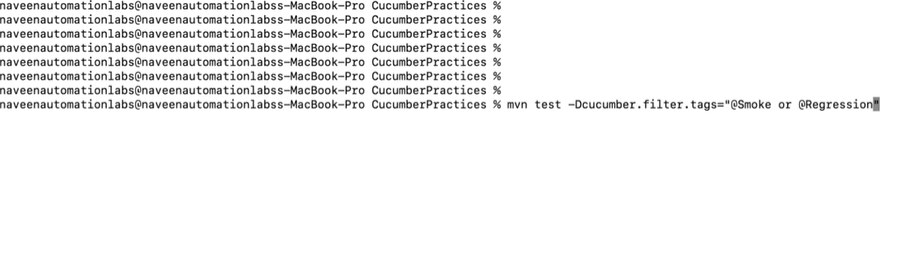 naveenautomationlabs@naveenautomationlabss-MacBook-Pro CucumberPractices %
naveenautomationlabs@naveenautomationlabss-MacBook-Pro CucumberPractices %
naveenautomationlabs@naveenautomationlabss-MacBook-Pro CucumberPractices %
naveenautomationlabs@naveenautomationlabss-MacBook-Pro CucumberPractices %
naveenautomationlabs@naveenautomationlabss-MacBook-Pro CucumberPractices %
naveenautomationlabs@naveenautomationlabss-MacBook-Pro CucumberPractices %
naveenautomationlabs@naveenautomationlabss-MacBook-Pro CucumberPractices %
naveenautomationlabs@naveenautomationlabss-MacBook-Pro CucumberPractices % mvn test -Dcucumber.filter.tags="@Smoke or @Regression"